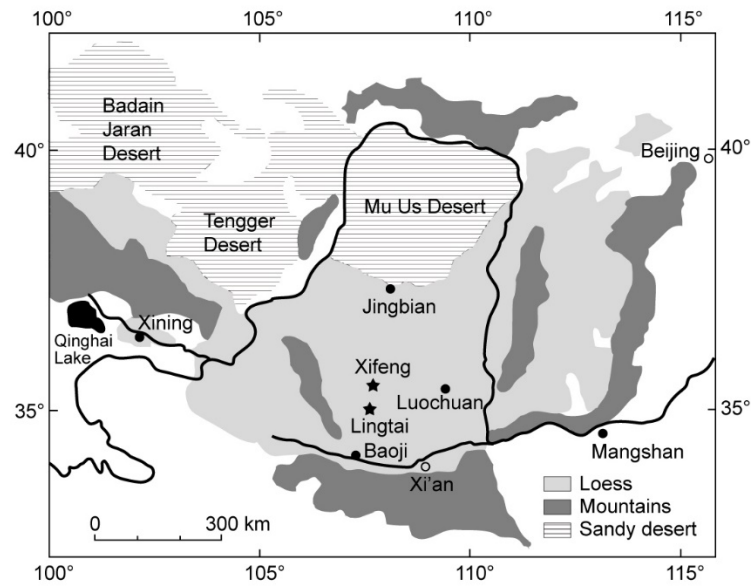 100°
105°
110°
115°
Badain
Jaran
Desert
40°
40°
Beijing
Tengger
Desert
Mu Us Desert
Jingbian
Xining
Qinghai
Lake
Xifeng
Luochuan
35°
35°
Lingtai
Baoji
Mangshan
Xi'an
Loess
Mountains
Sandy desert
0
300 km
100°
105°
110°
115°